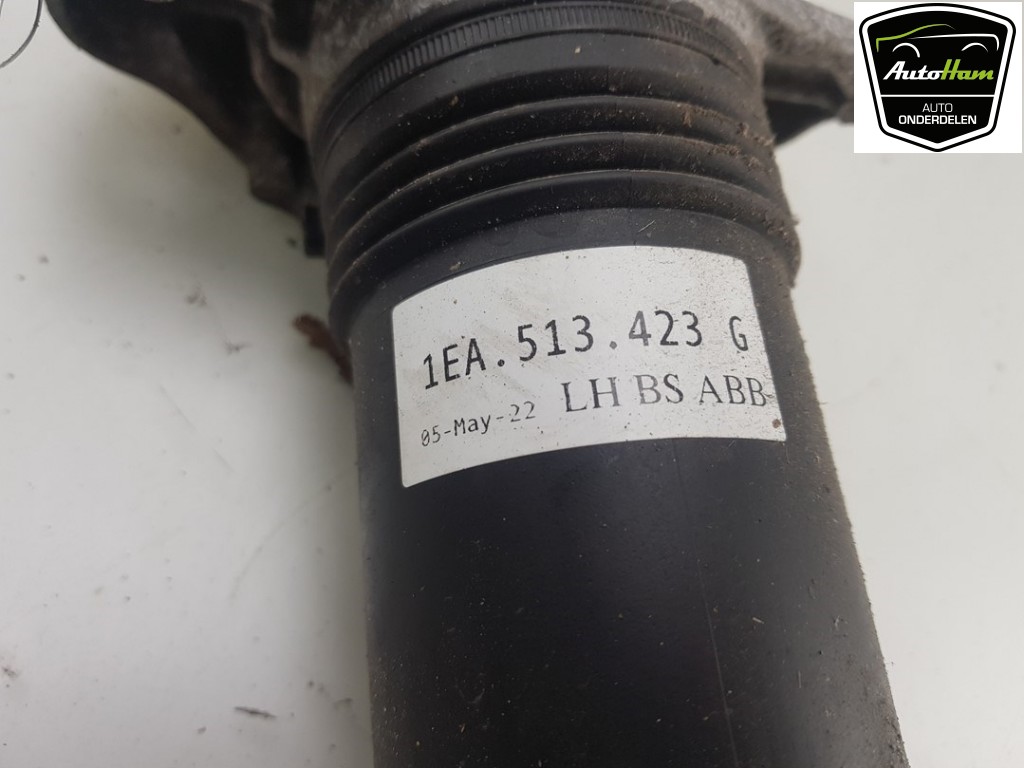 AutoHam
AUTO
ONDERDELEN
1EA.513.423 G
05-May-22 LH BS ABB